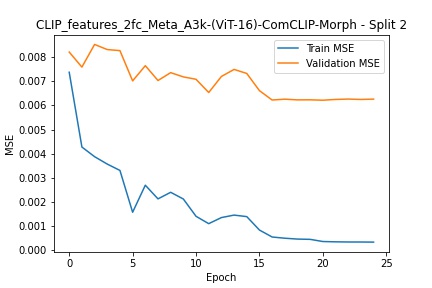 CLIP_features_2fc_Meta_A3k-(ViT-16)-ComCLIP-Morph - Split 2
Train MSE
Validation MSE
MSE
0.008
0.007
0.006
0.005
0.004
0.003
0.002
0.001
0.000
0 5 10 15 20 25
Epoch